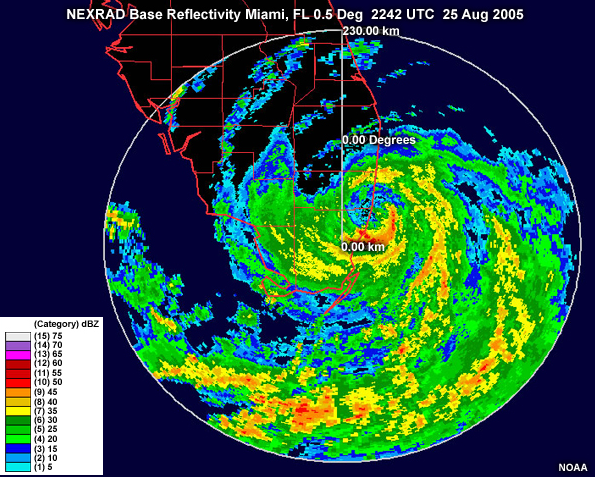 NEXRAD Base Reflectivity Miami, FL 0.5 Deg 2242 UTC 25 Aug 2005
230.00 km
0.00 Degrees
0.00 km
(Category) dBZ
(15) 75
(14) 70
(13) 65
(12) 60
(11) 55
(10) 50
(9) 45
(8) 40
(7) 35
(6) 30
(5) 25
(4) 20
(3) 15
(2) 10
(1) 5
NOAA